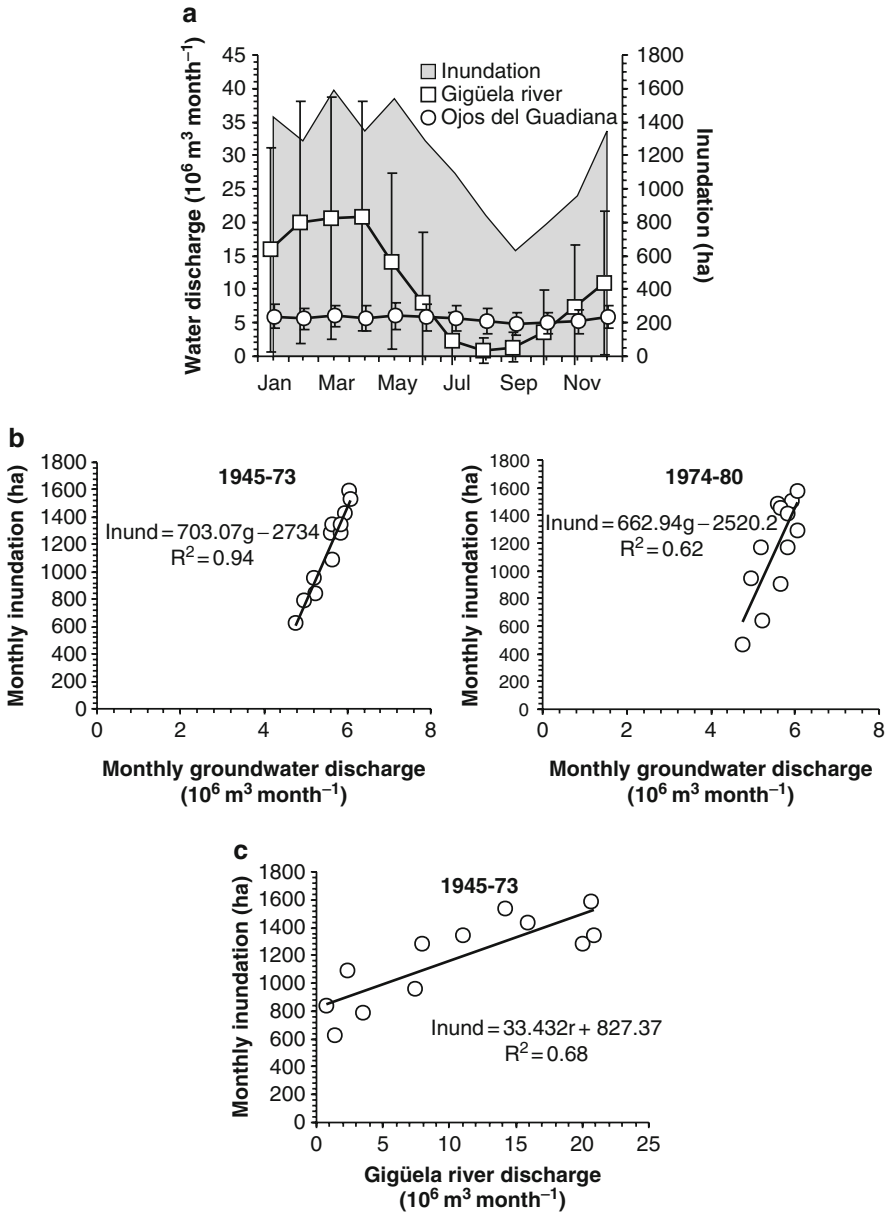 a
Water discharge (10⁶ m³ month⁻¹)
45
40
35
30
25
20
15
10
5
0
1800
1600
1400
1200
1000
800
600
400
200
0
Inundation (ha)
Inundation
Gigüela river
Ojos del Guadiana
Jan Mar May Jul Sep Nov
b
Monthly inundation (ha)
1800
1600
1400
1200
1000
800
600
400
200
0
1945-73
Inund = 703.07g − 2734
R² = 0.94
0 2 4 6 8
Monthly groundwater discharge
(10⁶ m³ month⁻¹)
Monthly inundation (ha)
1800
1600
1400
1200
1000
800
600
400
200
0
1974-80
Inund = 662.94g − 2520.2
R² = 0.62
0 2 4 6 8
Monthly groundwater discharge
(10⁶ m³ month⁻¹)
c
Monthly inundation (ha)
1800
1600
1400
1200
1000
800
600
400
200
0
1945-73
Inund = 33.432r + 827.37
R² = 0.68
0 5 10 15 20 25
Gigüela river discharge
(10⁶ m³ month⁻¹)